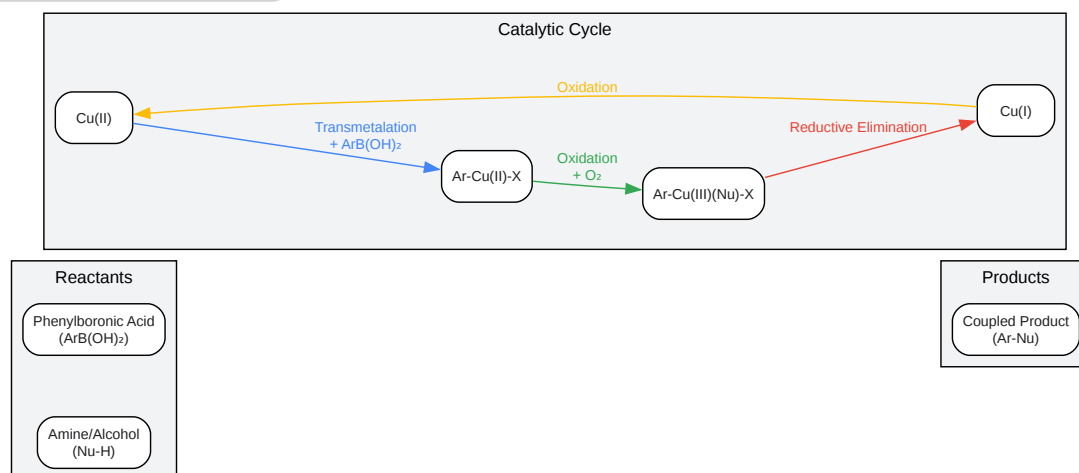 Catalytic Cycle
Oxidation
Cu(II)
Cu(I)
Transmetalation
+ ArB(OH)₂
Reductive Elimination
Oxidation
+ O₂
Ar-Cu(II)-X
Ar-Cu(III)(Nu)-X
Reactants
Phenylboronic Acid
(ArB(OH)₂)
Amine/Alcohol
(Nu-H)
Products
Coupled Product
(Ar-Nu)